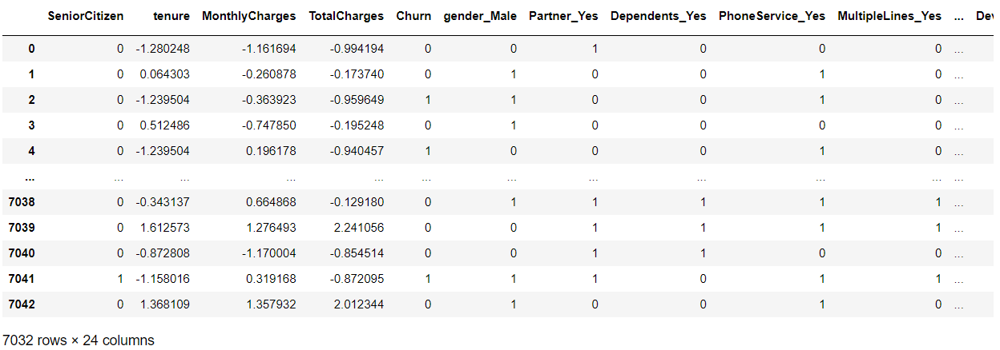 SeniorCitizen tenure MonthlyCharges TotalCharges Churn gender_Male Partner_Yes Dependents_Yes PhoneService_Yes MultipleLines_Yes ... Dev
0 0 -1.280248 -1.161694 -0.994194 0 0 1 0 0 0 ...
1 0 0.064303 -0.260878 -0.173740 0 1 0 0 1 0 ...
2 0 -1.239504 -0.363923 -0.959649 1 1 0 0 1 0 ...
3 0 0.512486 -0.747850 -0.195248 0 1 0 0 0 0 ...
4 0 -1.239504 0.196178 -0.940457 1 0 0 0 1 0 ...
... ... ... ... ... ... ... ... ... ... ... ...
7038 0 -0.343137 0.664868 -0.129180 0 1 1 1 1 1 ...
7039 0 1.612573 1.276493 2.241056 0 0 1 1 1 1 ...
7040 0 -0.872808 -1.170004 -0.854514 0 0 1 1 0 0 ...
7041 1 -1.158016 0.319168 -0.872095 1 1 1 0 1 1 ...
7042 0 1.368109 1.357932 2.012344 0 1 0 0 1 0 ...
7032 rows × 24 columns